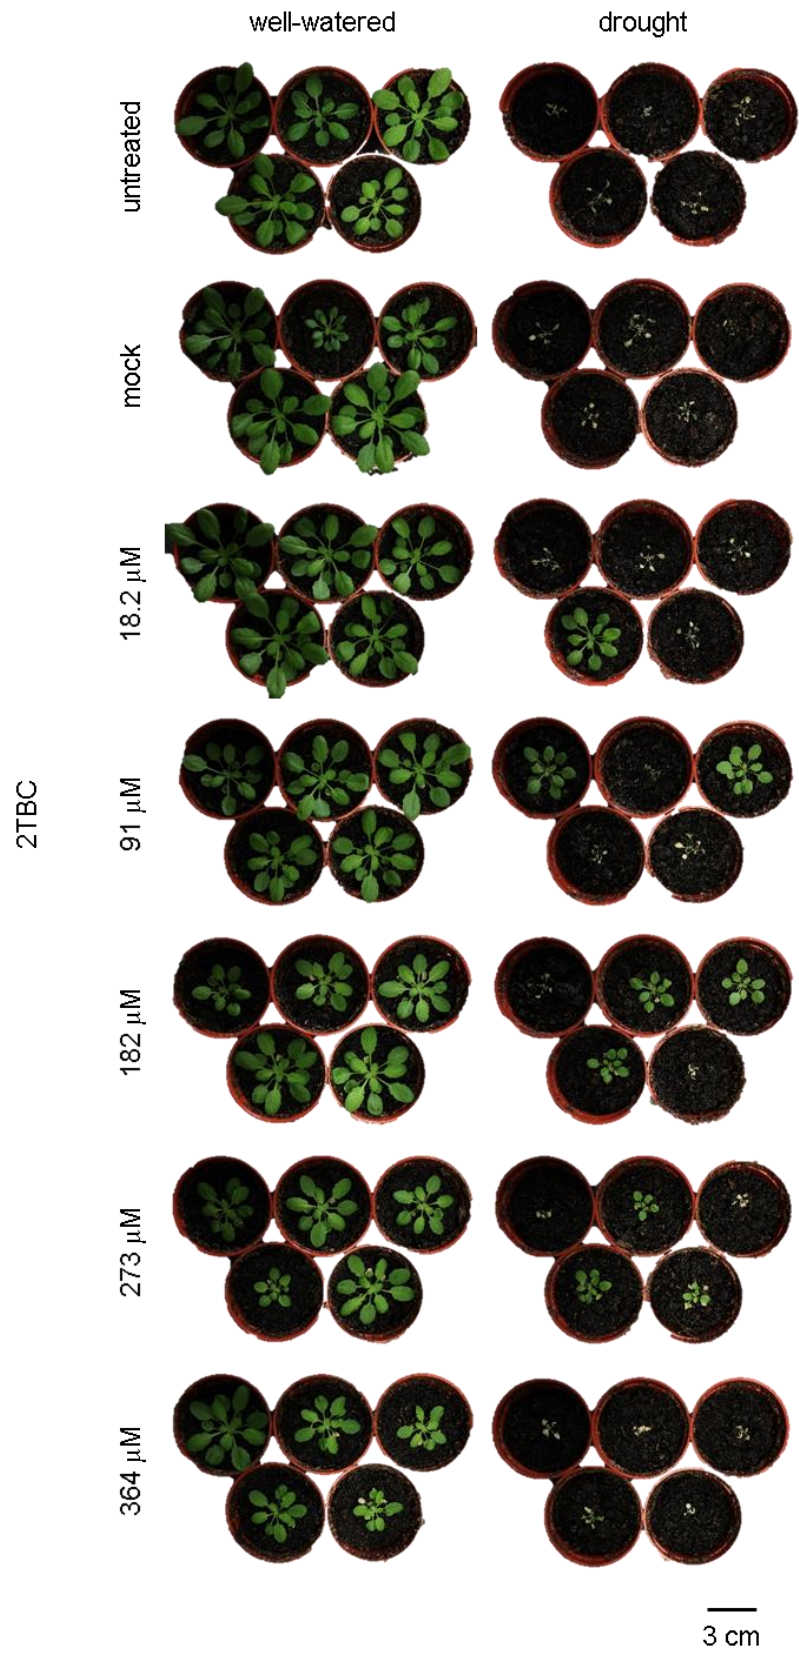 well-watered drought
untreated
mock
18.2 μM
2TBC
91 μM
182 μM
273 μM
364 μM
3 cm